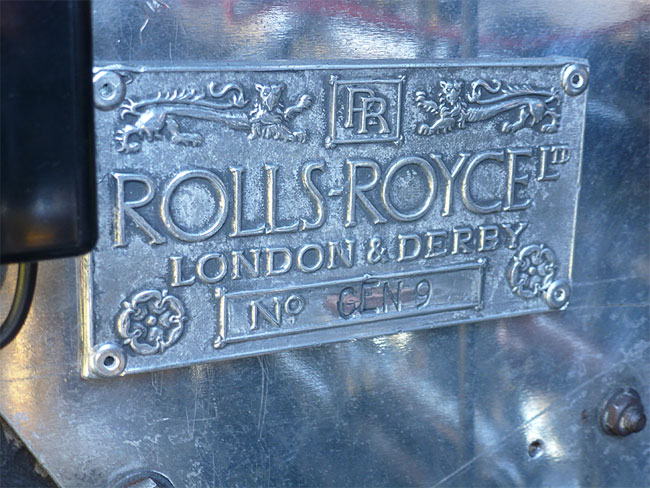 RR
ROLLS-ROYCE LTD
LONDON & DERBY
No GEN 9